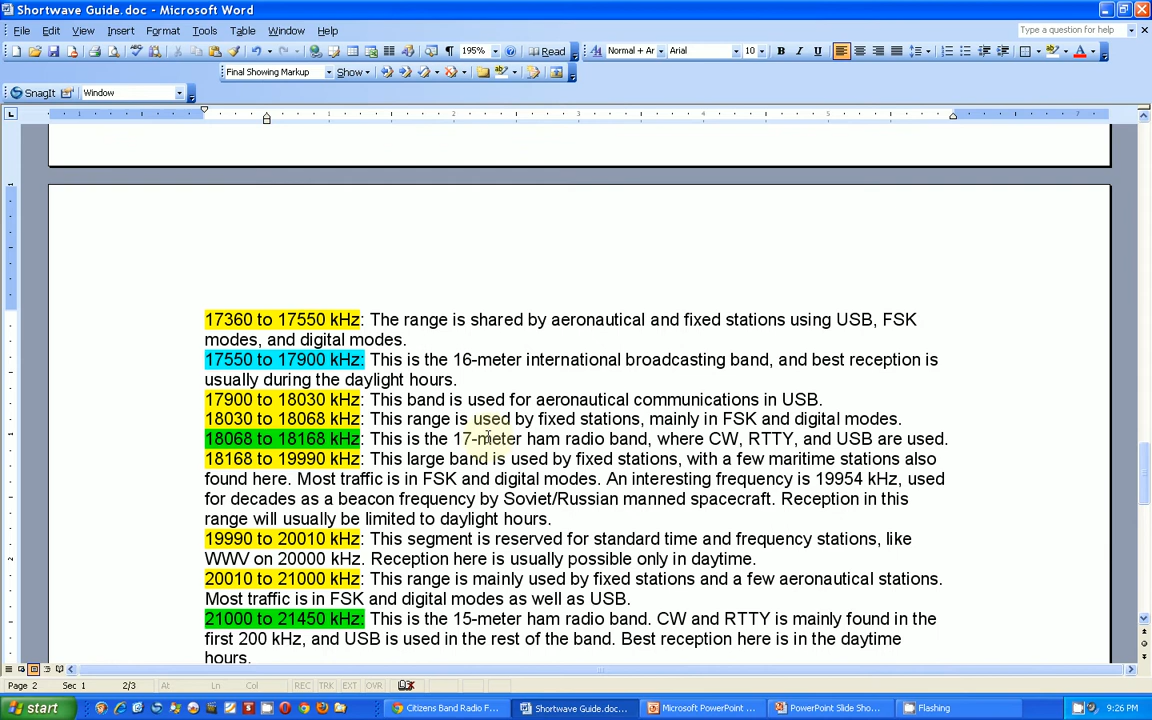 Shortwave Guide.doc - Microsoft Word
File Edit View Insert Format Tools Table Window Help
Type a question for help
195% Read Normal + Ar Arial 10 B I U
Final Showing Markup Show
SnagIt Window
17360 to 17550 kHz: The range is shared by aeronautical and fixed stations using USB, FSK
modes, and digital modes.
17550 to 17900 kHz: This is the 16-meter international broadcasting band, and best reception is
usually during the daylight hours.
17900 to 18030 kHz: This band is used for aeronautical communications in USB.
18030 to 18068 kHz: This range is used by fixed stations, mainly in FSK and digital modes.
18068 to 18168 kHz: This is the 17-meter ham radio band, where CW, RTTY, and USB are used.
18168 to 19990 kHz: This large band is used by fixed stations, with a few maritime stations also
found here. Most traffic is in FSK and digital modes. An interesting frequency is 19954 kHz, used
for decades as a beacon frequency by Soviet/Russian manned spacecraft. Reception in this
range will usually be limited to daylight hours.
19990 to 20010 kHz: This segment is reserved for standard time and frequency stations, like
WWV on 20000 kHz. Reception here is usually possible only in daytime.
20010 to 21000 kHz: This range is mainly used by fixed stations and a few aeronautical stations.
Most traffic is in FSK and digital modes as well as USB.
21000 to 21450 kHz: This is the 15-meter ham radio band. CW and RTTY is mainly found in the
first 200 kHz, and USB is used in the rest of the band. Best reception here is in the daytime
hours.
Page 2 Sec 1 2/3 At Ln Col REC TRK EXT OVR
start Citizens Band Radio F... Shortwave Guide.doc... Microsoft PowerPoint ... PowerPoint Slide Sho... Flashing 9:26 PM